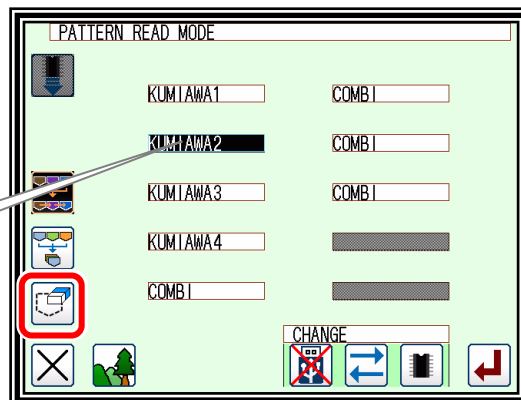 PATTERN READ MODE
KUMIAWA1 COMBI
KUMIAWA2 COMBI
KUMIAWA3 COMBI
KUMIAWA4
COMBI
CHANGE